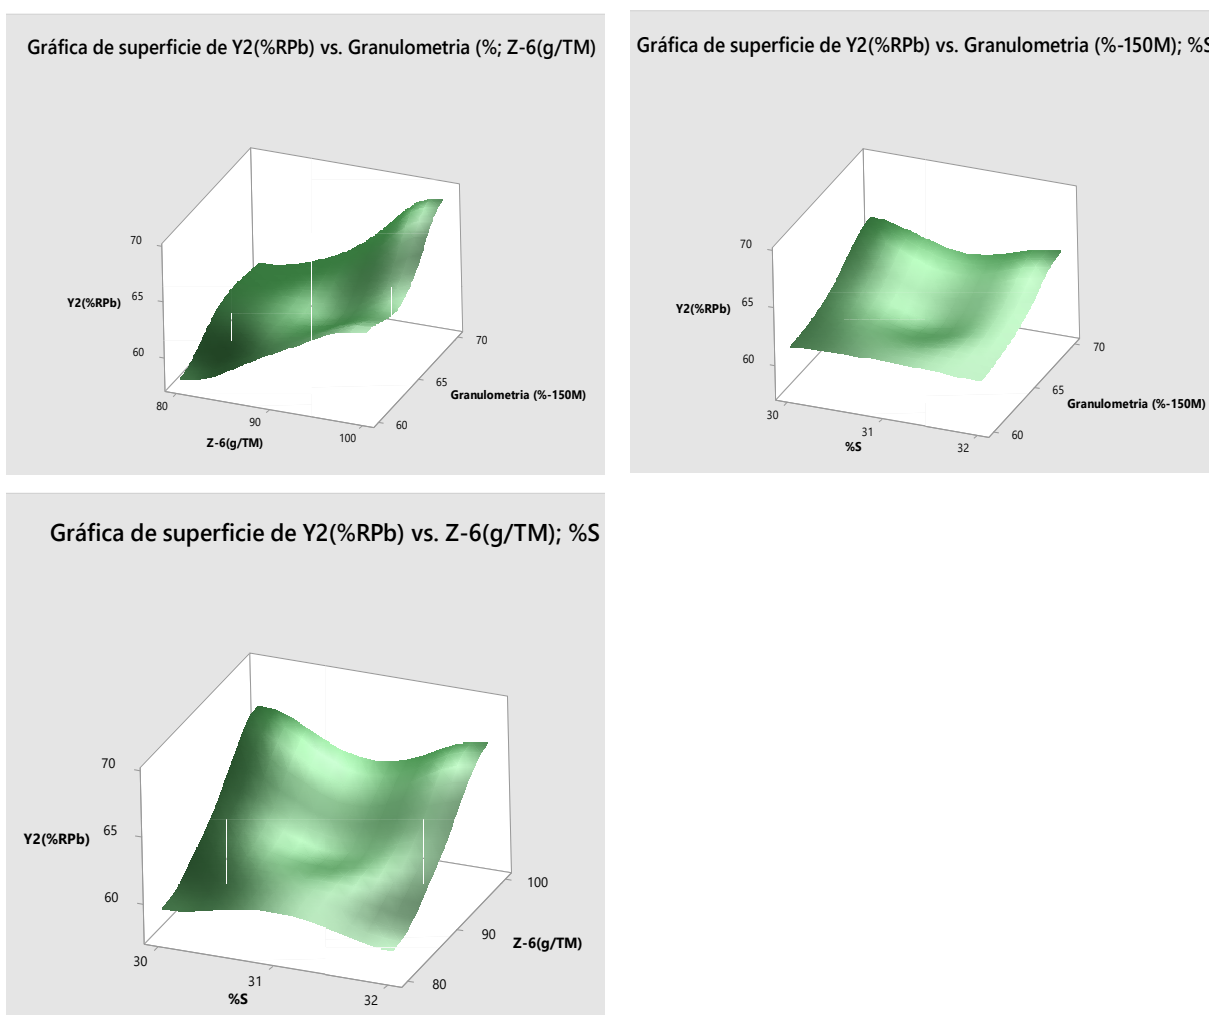 Gráfica de superficie de Y2(%RPb) vs. Granulometria (%; Z-6(g/TM)
70
65
60
Y2(%RPb)
80
90
100
Z-6(g/TM)
60
65
70
Granulometria (%-150M)
Gráfica de superficie de Y2(%RPb) vs. Granulometria (%-150M); %S
70
65
60
Y2(%RPb)
30
31
32
%S
60
65
70
Granulometria (%-150M)
Gráfica de superficie de Y2(%RPb) vs. Z-6(g/TM); %S
70
65
60
Y2(%RPb)
30
31
32
%S
80
90
100
Z-6(g/TM)